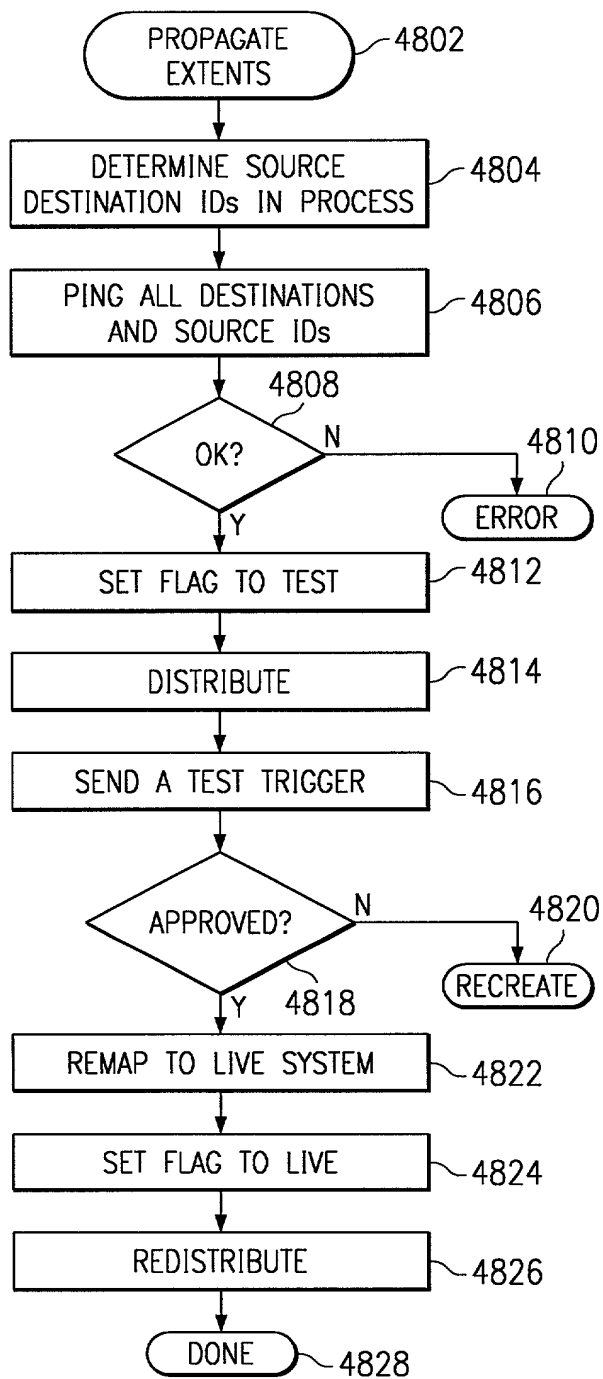 PROPAGATE
EXTENTS
4802
DETERMINE SOURCE
DESTINATION IDs IN PROCESS
4804
PING ALL DESTINATIONS
AND SOURCE IDs
4806
4808
OK?
N
4810
ERROR
Y
SET FLAG TO TEST
4812
DISTRIBUTE
4814
SEND A TEST TRIGGER
4816
APPROVED?
N
4820
RECREATE
4818
Y
REMAP TO LIVE SYSTEM
4822
SET FLAG TO LIVE
4824
REDISTRIBUTE
4826
DONE
4828